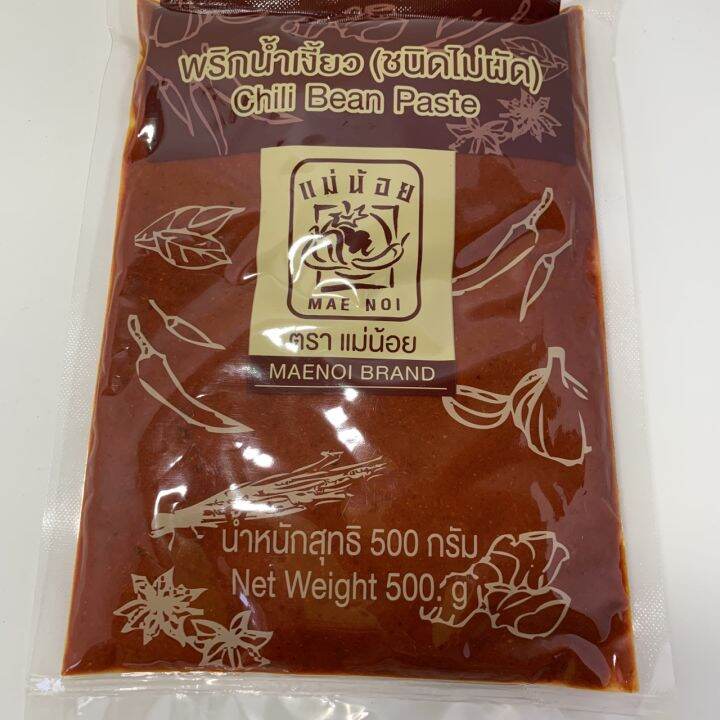 พริกน้ำเงี้ยว (ชนิดไม่ผัด)
Chili Bean Paste
แม่น้อย
MAE NOI
ตรา แม่น้อย
MAENOI BRAND
น้ำหนักสุทธิ 500 กรัม
Net Weight 500. g